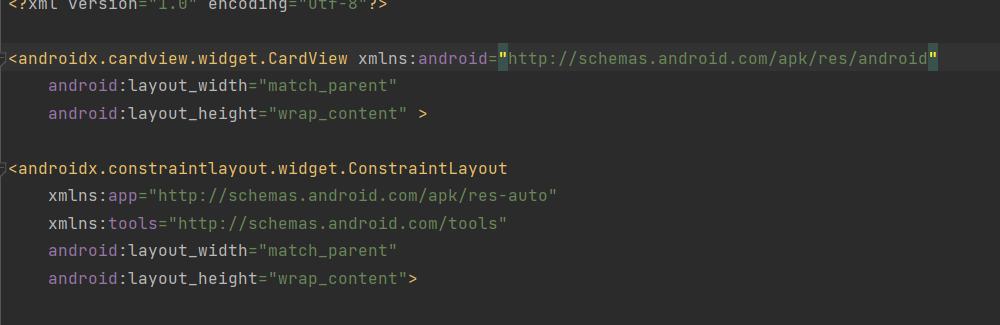 <?xml version="1.0" encoding="utf-8"?>
<androidx.cardview.widget.CardView xmlns:android="http://schemas.android.com/apk/res/android"
android:layout_width="match_parent"
android:layout_height="wrap_content" >
<androidx.constraintlayout.widget.ConstraintLayout
xmlns:app="http://schemas.android.com/apk/res-auto"
xmlns:tools="http://schemas.android.com/tools"
android:layout_width="match_parent"
android:layout_height="wrap_content">